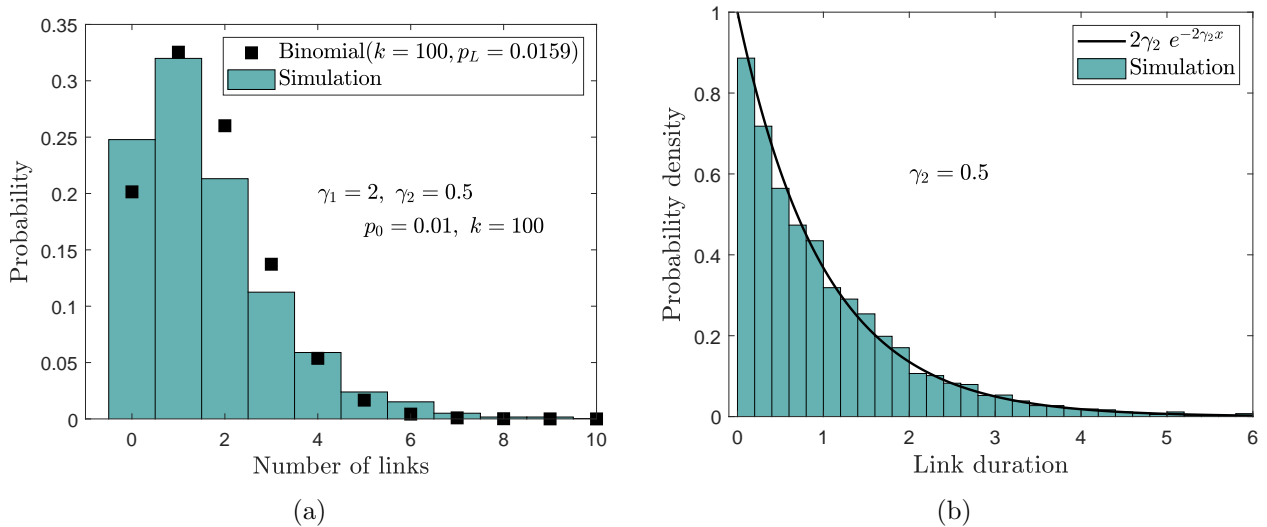 0.35
0.3
0.25
0.2
0.15
0.1
0.05
0
Probability
Binomial(k = 100, p_L = 0.0159)
Simulation
γ₁ = 2, γ₂ = 0.5
p₀ = 0.01, k = 100
0 2 4 6 8 10
Number of links
(a)
1
0.8
0.6
0.4
0.2
0
Probability density
2γ₂ e^{-2γ₂x}
Simulation
γ₂ = 0.5
0 1 2 3 4 5 6
Link duration
(b)